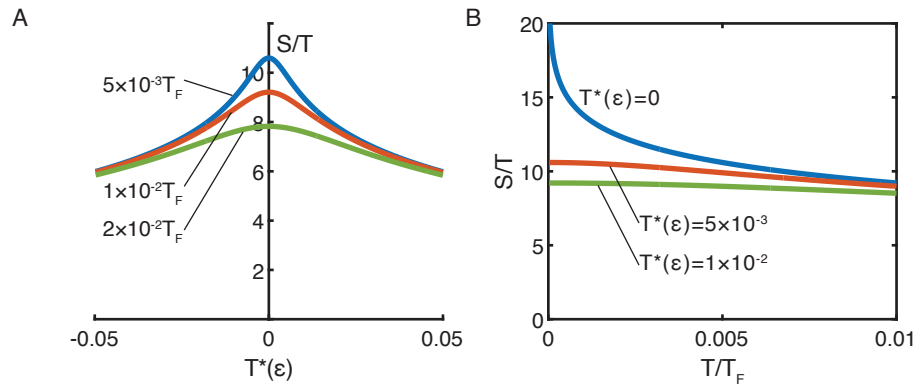 A
S/T
10
8
6
4
2
5×10⁻³T_F
1×10⁻²T_F
2×10⁻²T_F
-0.05
0
0.05
T*(ε)
B
20
15
10
5
0
S/T
T*(ε)=0
T*(ε)=5×10⁻³
T*(ε)=1×10⁻²
0
0.005
0.01
T/T_F